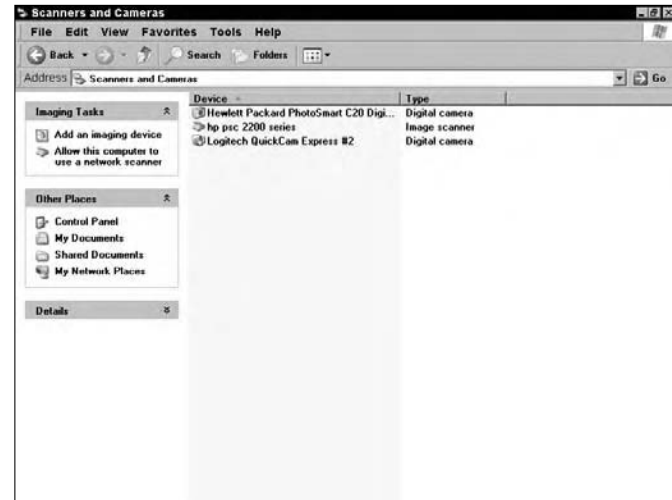 Scanners and Cameras
File Edit View Favorites Tools Help
Back Search Folders
Address Scanners and Cameras Go
Imaging Tasks
Add an imaging device
Allow this computer to
use a network scanner
Other Places
Control Panel
My Documents
Shared Documents
My Network Places
Details
Device Type
Hewlett Packard PhotoSmart C20 Digi... Digital camera
hp psc 2200 series Image scanner
Logitech QuickCam Express #2 Digital camera